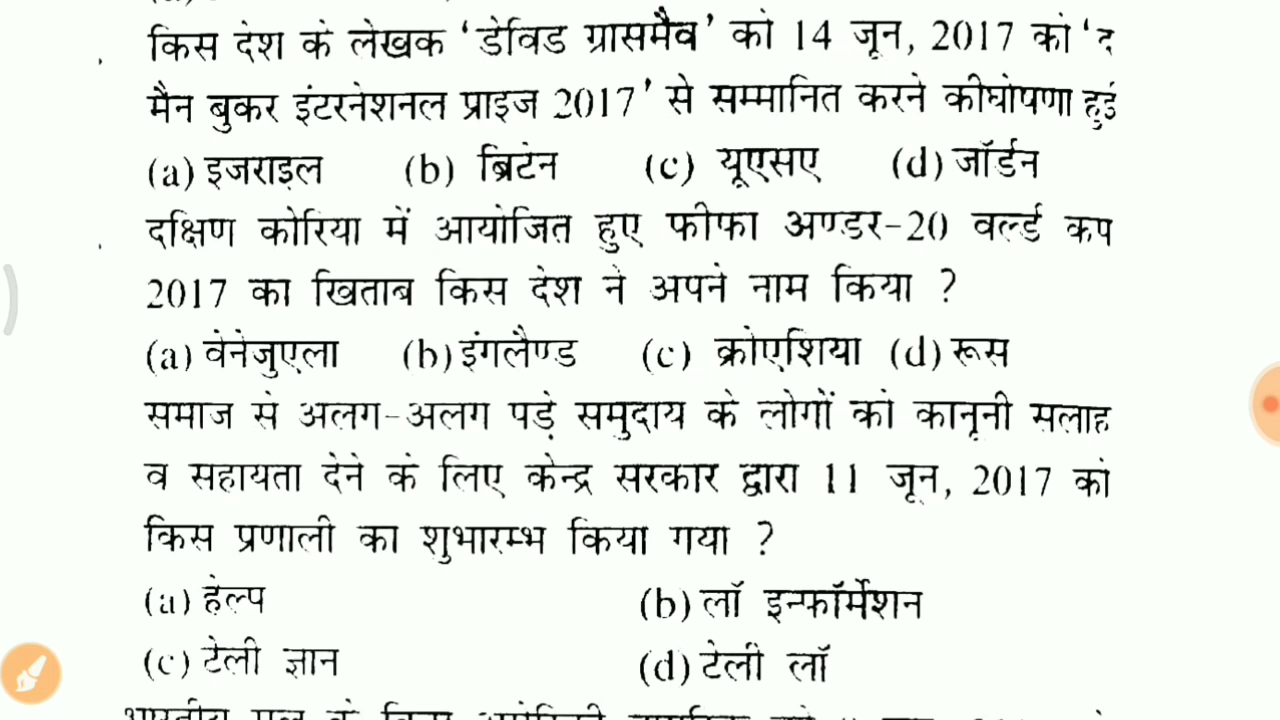 किस देश के लेखक ‘डेविड ग्रासमैव’ को 14 जून, 2017 को ‘द
मैन बुकर इंटरनेशनल प्राइज 2017’ से सम्मानित करने कीघोषणा हुई
(a) इजराइल (b) ब्रिटेन (c) यूएसए (d) जॉर्डन
दक्षिण कोरिया में आयोजित हुए फीफा अण्डर-20 वर्ल्ड कप
2017 का खिताब किस देश ने अपने नाम किया ?
(a) वेनेजुएला (b) इंगलैण्ड (c) क्रोएशिया (d) रूस
समाज से अलग-अलग पड़े समुदाय के लोगों को कानूनी सलाह
व सहायता देने के लिए केन्द्र सरकार द्वारा 11 जून, 2017 को
किस प्रणाली का शुभारम्भ किया गया ?
(a) हेल्प (b) लॉ इन्फॉर्मेशन
(c) टेली ज्ञान (d) टेली लॉ